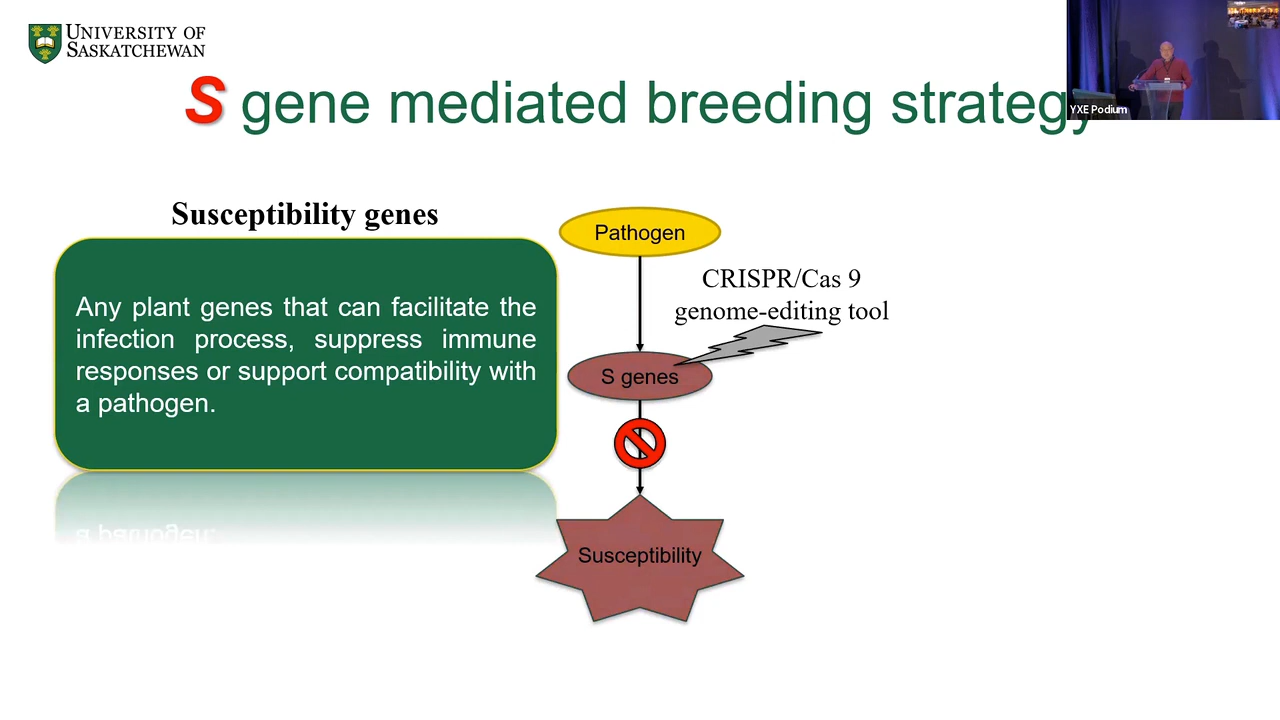 UNIVERSITY OF
SASKATCHEWAN
S gene mediated breeding strategy
YXE Podium
Susceptibility genes
Any plant genes that can facilitate the
infection process, suppress immune
responses or support compatibility with
a pathogen.
Pathogen
CRISPR/Cas 9
genome-editing tool
S genes
Susceptibility